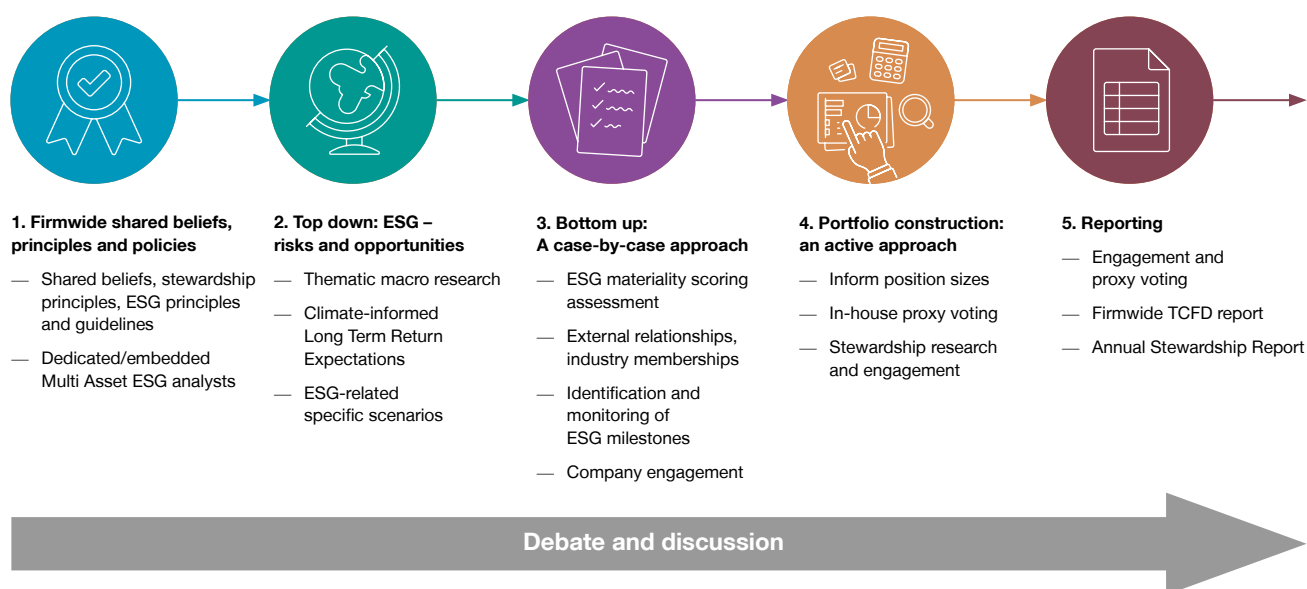 1. Firmwide shared beliefs,
principles and policies
— Shared beliefs, stewardship
principles, ESG principles
and guidelines
— Dedicated/embedded
Multi Asset ESG analysts
2. Top down: ESG –
risks and opportunities
— Thematic macro research
— Climate-informed
Long Term Return
Expectations
— ESG-related
specific scenarios
3. Bottom up:
A case-by-case approach
— ESG materiality scoring
assessment
— External relationships,
industry memberships
— Identification and
monitoring of
ESG milestones
— Company engagement
4. Portfolio construction:
an active approach
— Inform position sizes
— In-house proxy voting
— Stewardship research
and engagement
5. Reporting
— Engagement and
proxy voting
— Firmwide TCFD report
— Annual Stewardship Report
Debate and discussion